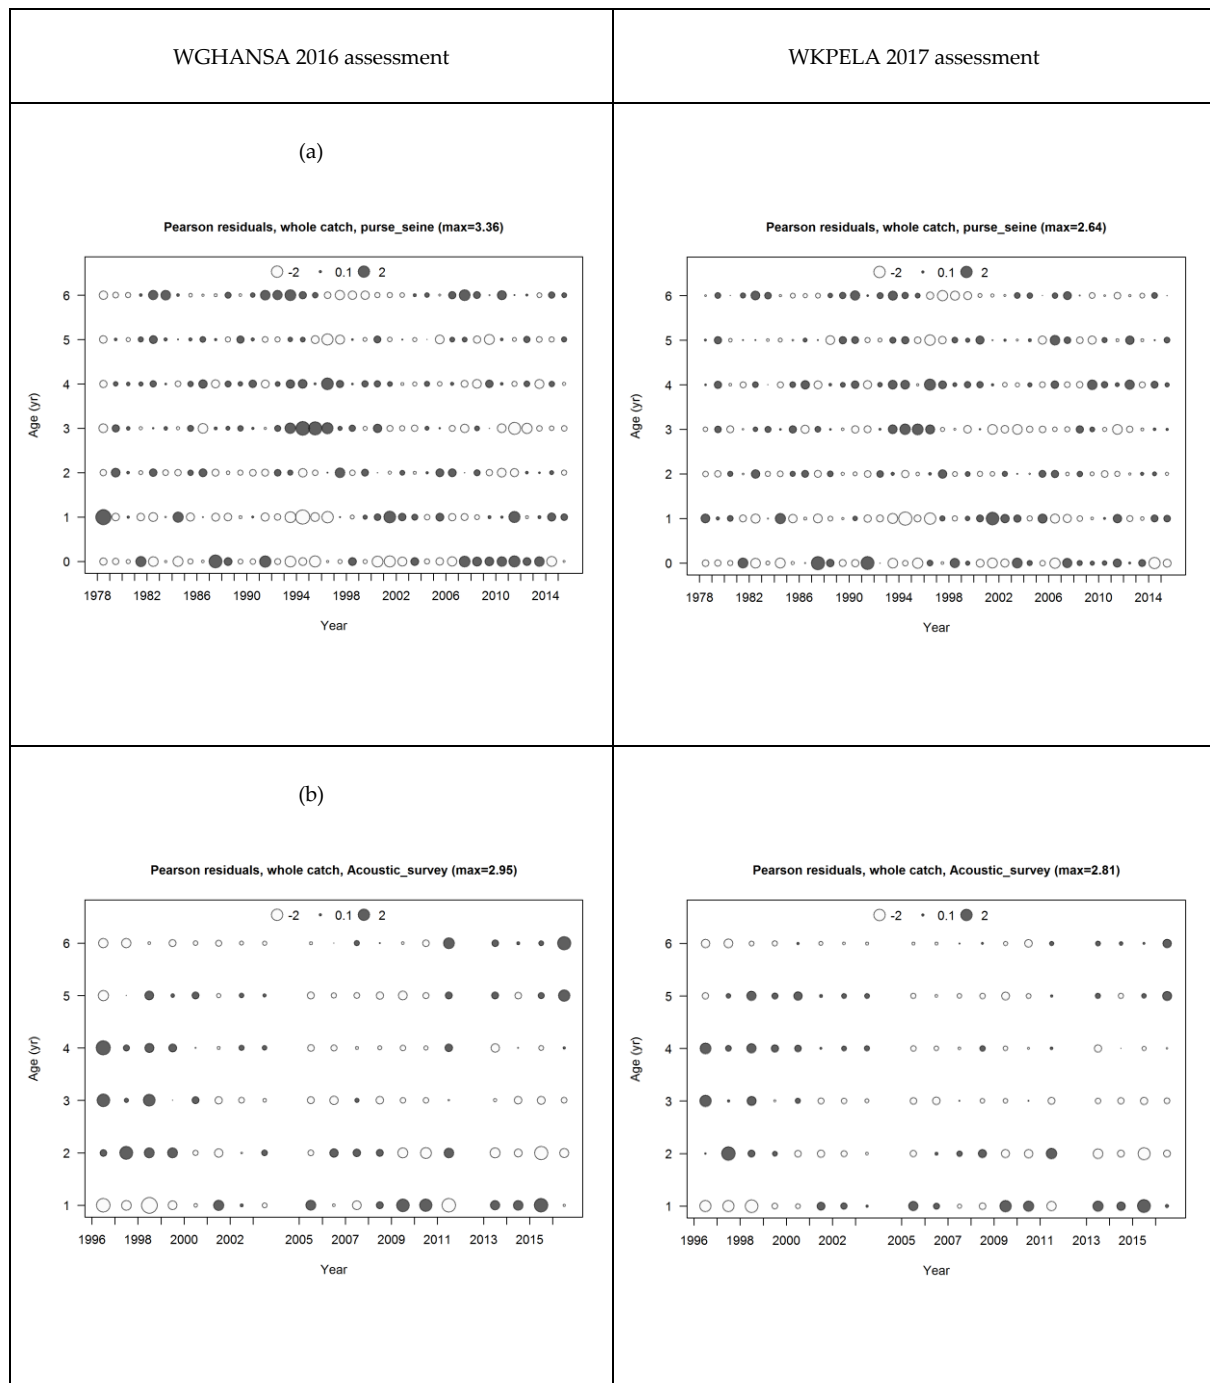 WGHANSA 2016 assessment
WKPELA 2017 assessment
(a)
Pearson residuals, whole catch, purse_seine (max=3.36)
-2 0.1 2
6
5
4
3
2
1
0
Age (yr)
1978 1982 1986 1990 1994 1998 2002 2006 2010 2014
Year
Pearson residuals, whole catch, purse_seine (max=2.64)
-2 0.1 2
6
5
4
3
2
1
0
Age (yr)
1978 1982 1986 1990 1994 1998 2002 2006 2010 2014
Year
(b)
Pearson residuals, whole catch, Acoustic_survey (max=2.95)
-2 0.1 2
6
5
4
3
2
1
Age (yr)
1996 1998 2000 2002 2005 2007 2009 2011 2013 2015
Year
Pearson residuals, whole catch, Acoustic_survey (max=2.81)
-2 0.1 2
6
5
4
3
2
1
Age (yr)
1996 1998 2000 2002 2005 2007 2009 2011 2013 2015
Year